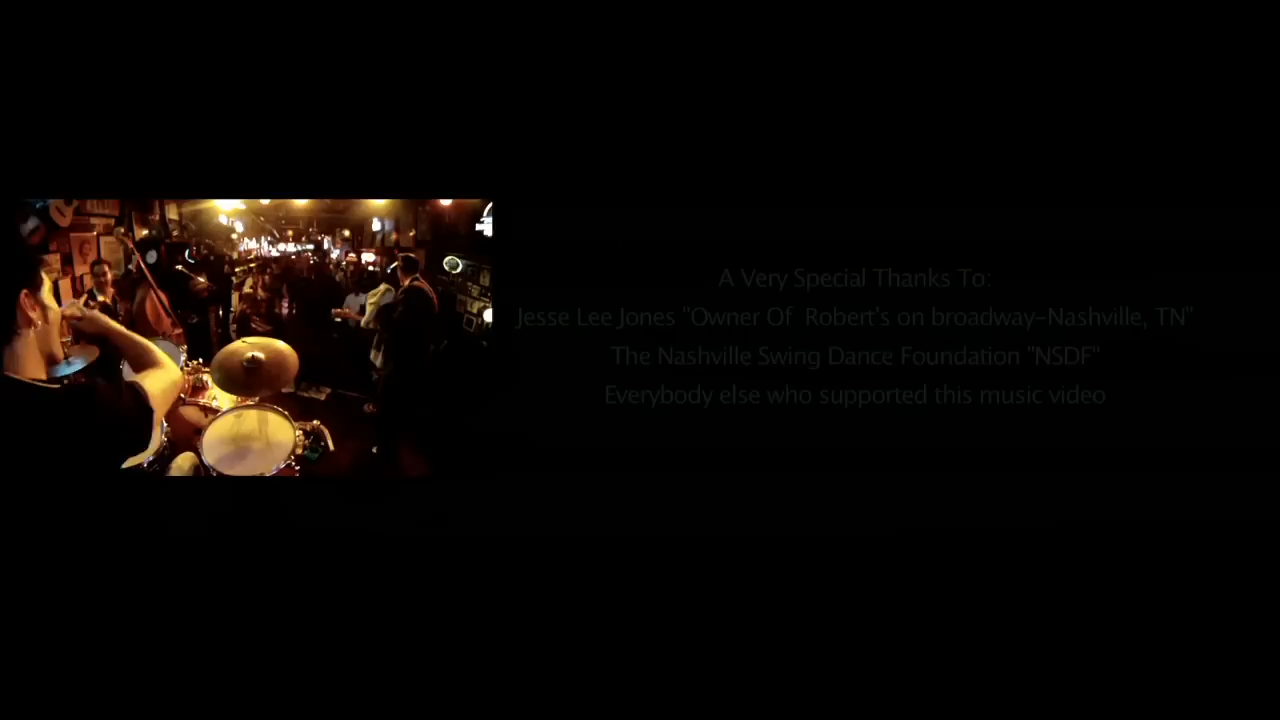 A Very Special Thanks To:
Jesse Lee Jones "Owner Of Robert's on broadway-Nashville, TN"
The Nashville Swing Dance Foundation "NSDF"
Everybody else who supported this music video